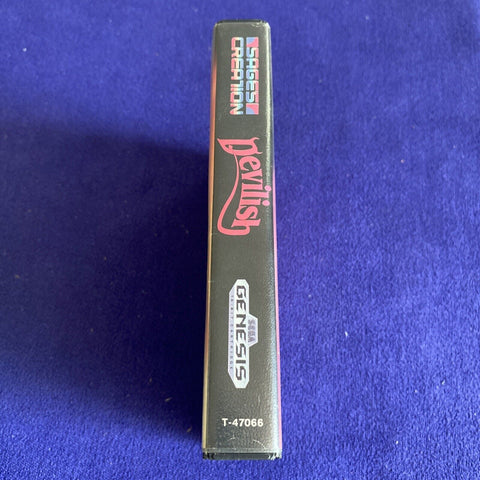 SAGES
CREATION
Devilish
SEGA
GENESIS
T-47066